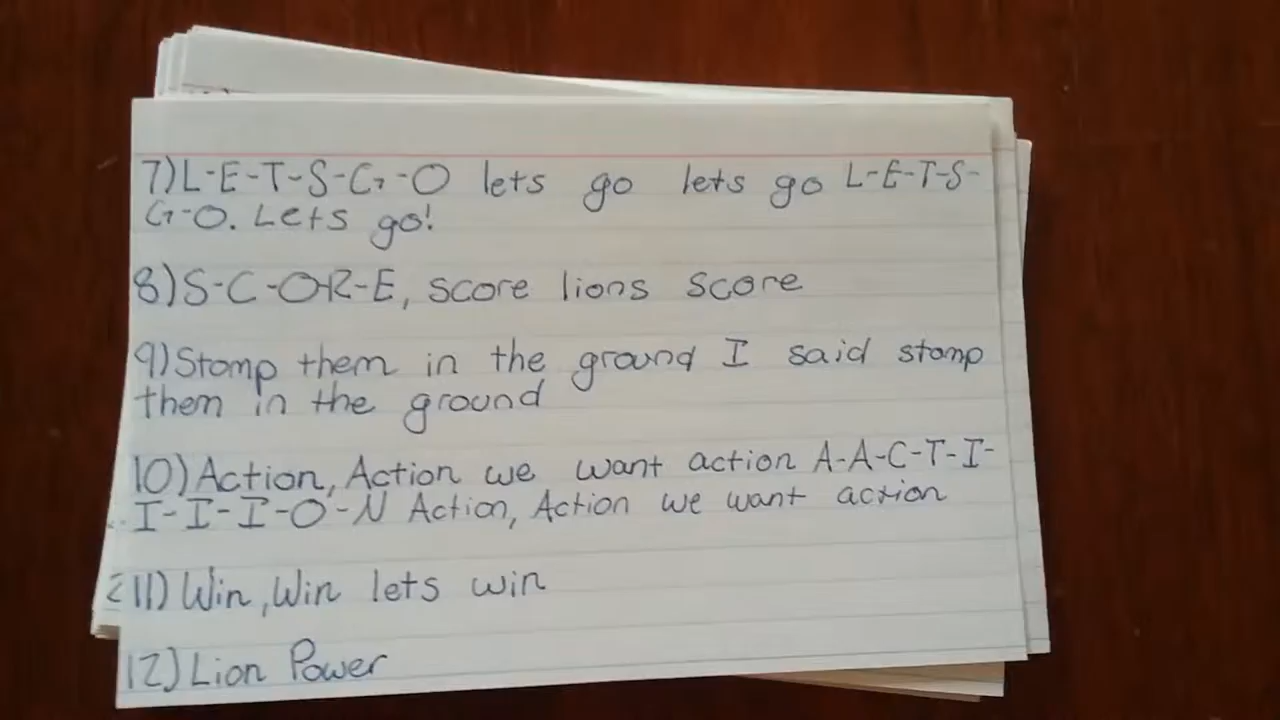 7) L-E-T-S-G-O lets go lets go L-E-T-S-
G-O. Lets go!
8) S-C-O-R-E, score lions score
9) Stomp them in the ground I said stomp
them in the ground
10) Action, Action we want action A-A-C-T-I-
I-I-I-O-N Action, Action we want action
11) Win, Win lets win
12) Lion Power